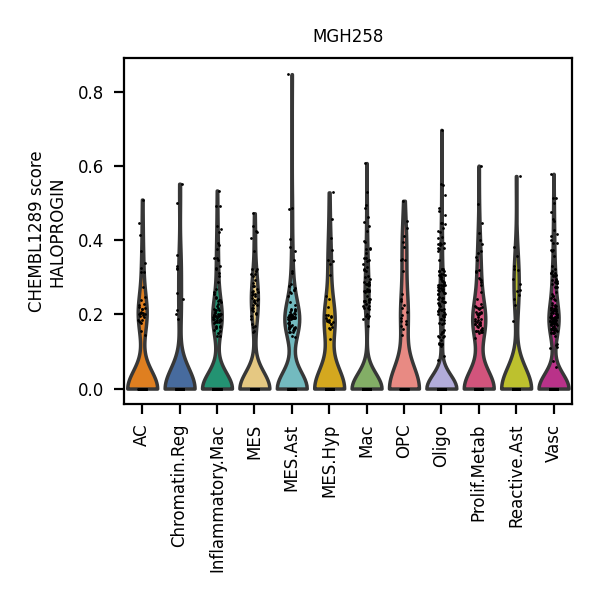 MGH258
CHEMBL1289 score
HALOPROGIN
0.8
0.6
0.4
0.2
0.0
AC
Chromatin.Reg
Inflammatory.Mac
MES
MES.Ast
MES.Hyp
Mac
OPC
Oligo
Prolif.Metab
Reactive.Ast
Vasc